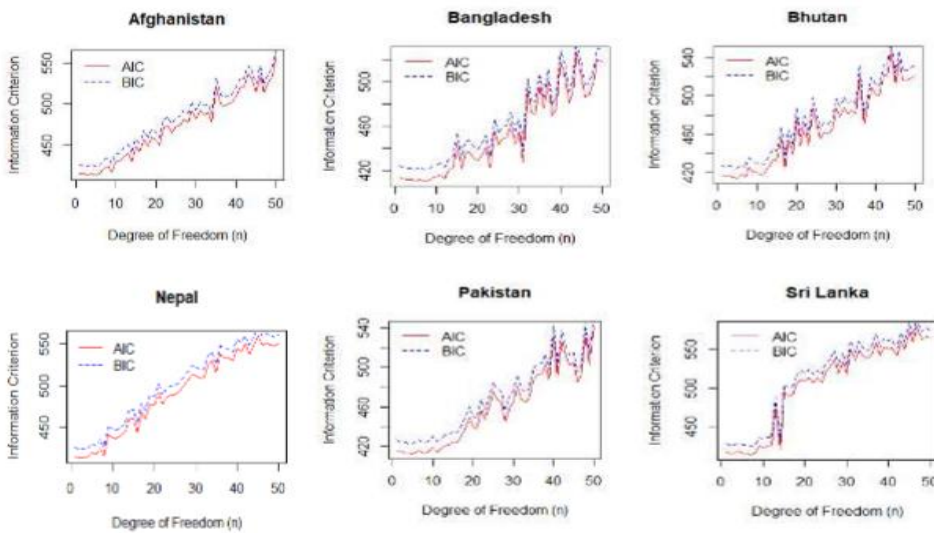 Afghanistan
Information Criterion
550
500
450
AIC
BIC
0 10 20 30 40 50
Degree of Freedom (n)
Bangladesh
Information Criterion
500
460
420
AIC
BIC
0 10 20 30 40 50
Degree of Freedom (n)
Bhutan
Information Criterion
540
500
460
420
AIC
BIC
0 10 20 30 40 50
Degree of Freedom (n)
Nepal
Information Criterion
550
500
450
AIC
BIC
0 10 20 30 40 50
Degree of Freedom (n)
Pakistan
Information Criterion
540
500
460
420
AIC
BIC
0 10 20 30 40 50
Degree of Freedom (n)
Sri Lanka
Information Criterion
550
500
450
AIC
BIC
0 10 20 30 40 50
Degree of Freedom (n)